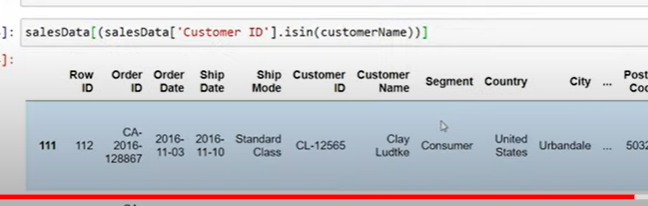 ]: salesData[(salesData['Customer ID'].isin(customerName))]
]:
Row ID Order ID Order Date Ship Date Ship Mode Customer ID Customer Name Segment Country City ... Post
111 112 CA-2016-128867 2016-11-03 2016-11-10 Standard Class CL-12565 Clay Ludtke Consumer United States Urbandale ... 5032